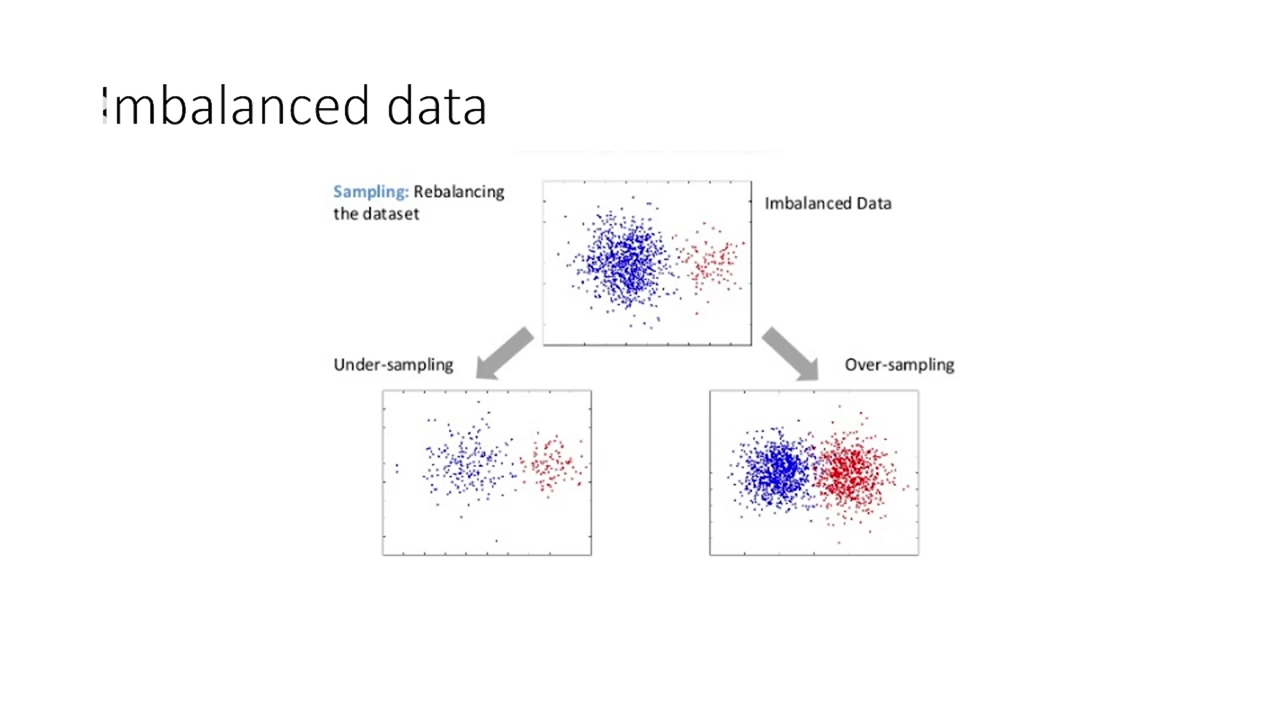 Imbalanced data
Sampling: Rebalancing
the dataset
Imbalanced Data
Under-sampling
Over-sampling